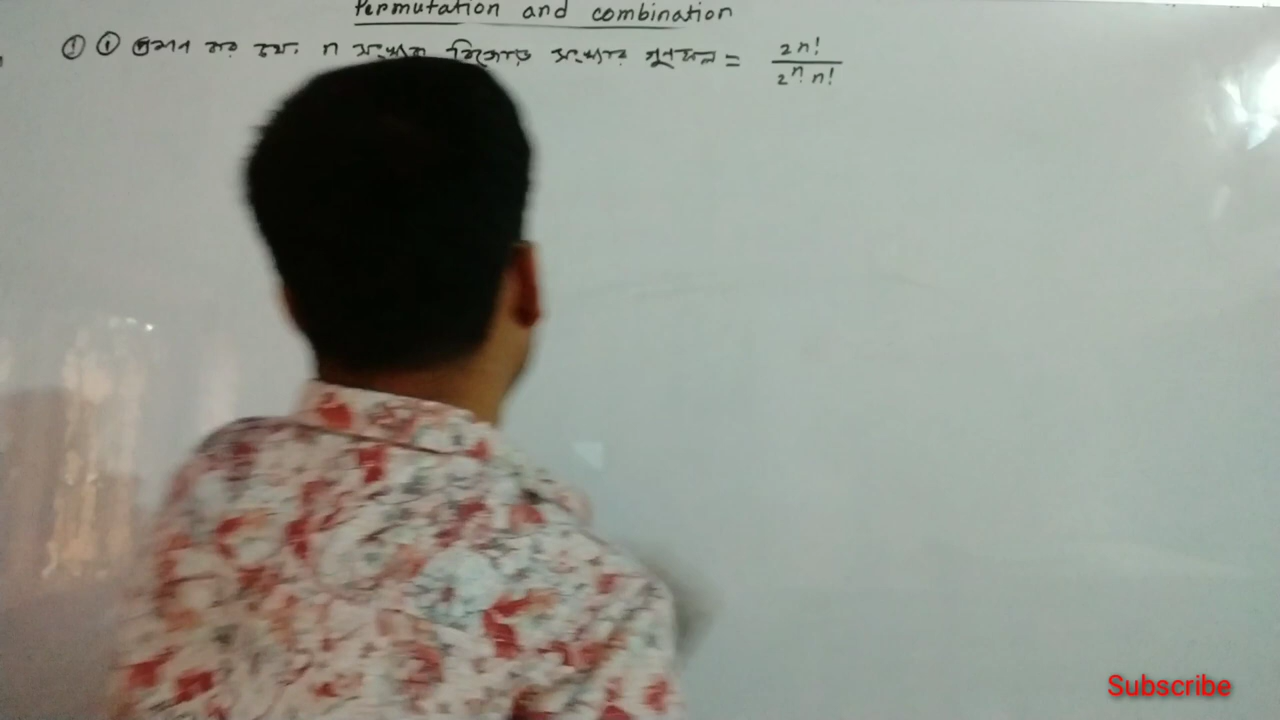 Permutation and combination
① ① প্রমাণ কর যে, n সংখ্যক বিজোড় সংখ্যার গুণফল = 2n! / 2ⁿ n!
Subscribe